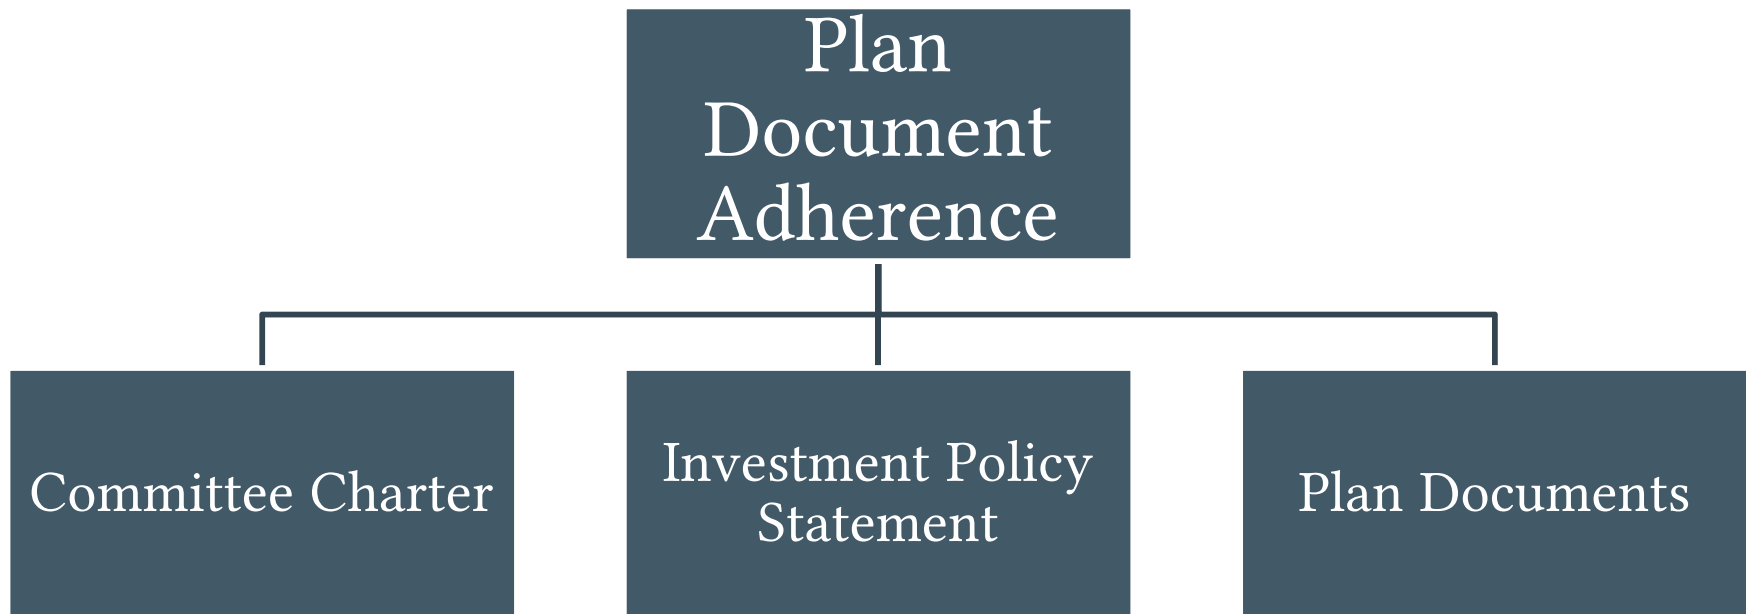 Plan
Document
Adherence
Committee Charter
Investment Policy
Statement
Plan Documents